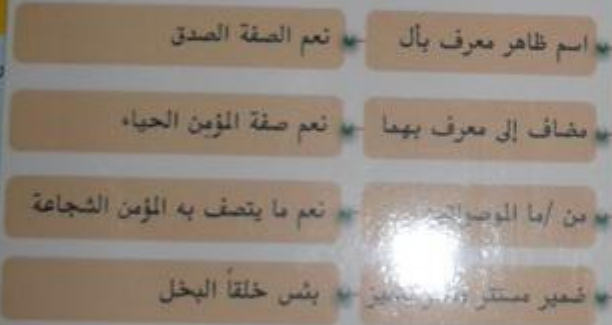 اسم ظاهر معرف بأل
نعم الصفة الصدق
مضاف إلى معرف بهما
نعم صفة المؤمن الحياء
من /ما
نعم ما يتصف به المؤمن الشجاعة
ضمير مستتر
بئس خلقاً البخل